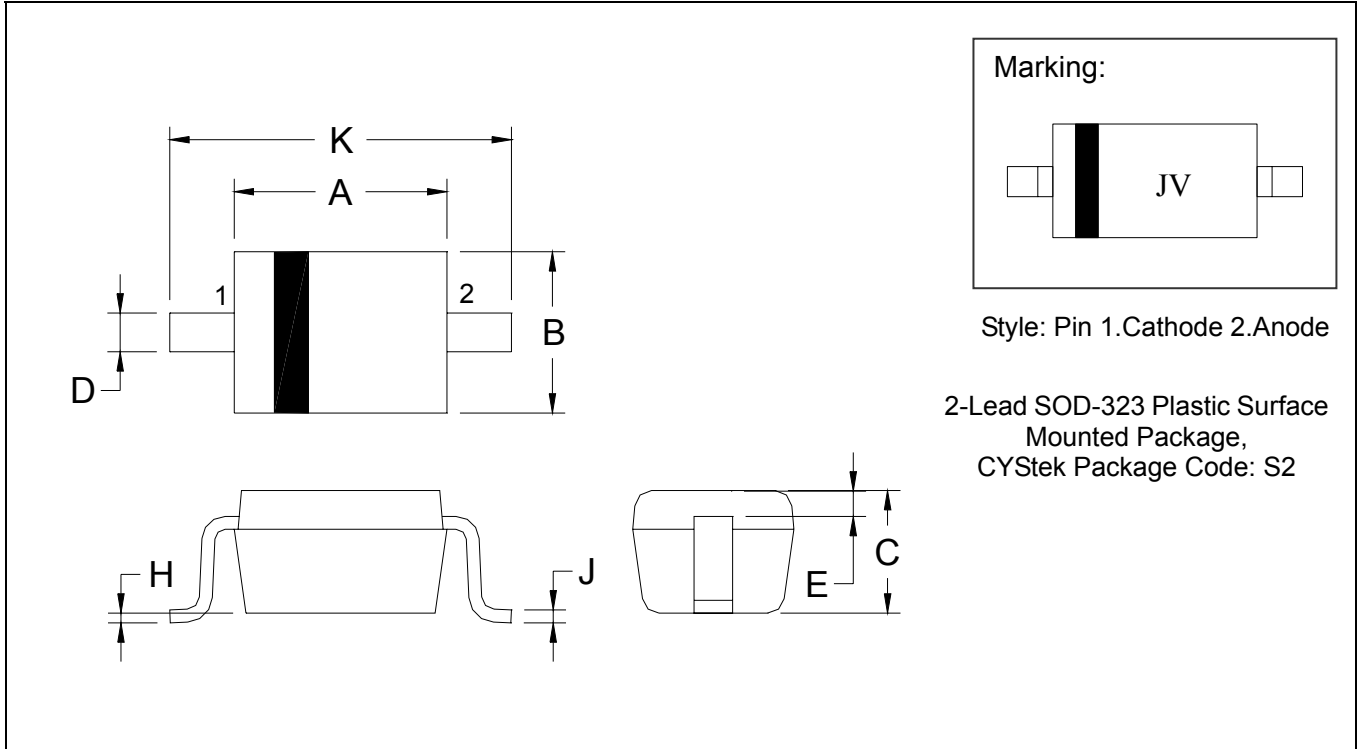 Marking:
JV
Style: Pin 1.Cathode 2.Anode
2-Lead SOD-323 Plastic Surface
Mounted Package,
CYStek Package Code: S2
K
A
1
2
B
D
H
J
E
C